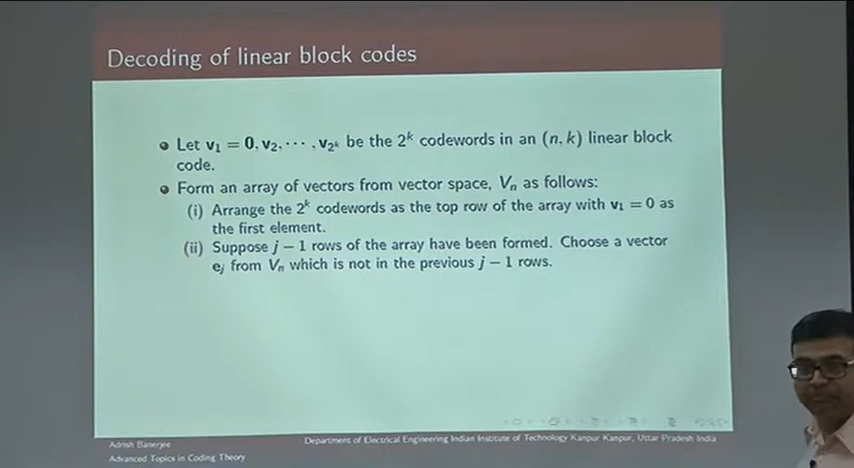 Decoding of linear block codes
Let v₁ = 0, v₂, ⋯ , v₂ᵏ be the 2ᵏ codewords in an (n, k) linear block
code.
Form an array of vectors from vector space, Vₙ as follows:
(i) Arrange the 2ᵏ codewords as the top row of the array with v₁ = 0 as
the first element.
(ii) Suppose j − 1 rows of the array have been formed. Choose a vector
eⱼ from Vₙ which is not in the previous j − 1 rows.
Adrish Banerjee
Department of Electrical Engineering Indian Institute of Technology Kanpur Kanpur, Uttar Pradesh India
Advanced Topics in Coding Theory